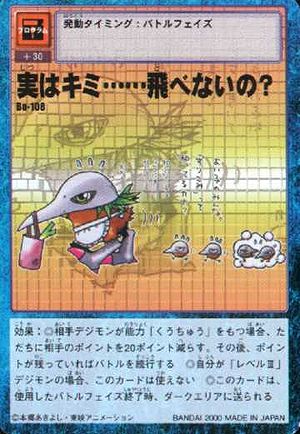 プログラム
+30
発動タイミング：バトルフェイズ
実はキミ……飛べないの？
Bo-108
効果：◎相手デジモンが能力「くうちゅう」をもつ場合、た
だちに相手のポイントを20ポイント減らす。その後、ポイン
トが残っていればバトルを続行する　◎自分が「レベルⅢ」
デジモンの場合、このカードは使えない　◎このカードは、
使用したバトルフェイズ終了時、ダークエリアに送られる
©本郷あきよし・東映アニメーション
BANDAI 2000 MADE IN JAPAN